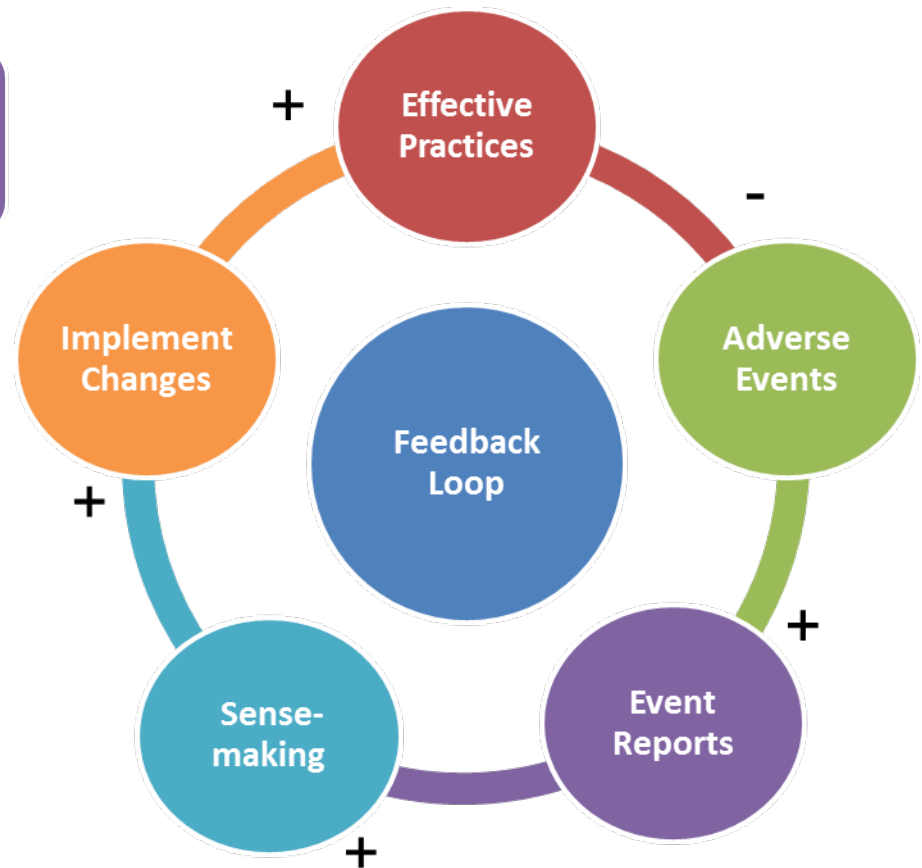 +
Effective
Practices
-
Implement
Changes
Adverse
Events
Feedback
Loop
+
+
Sense-
making
Event
Reports
+